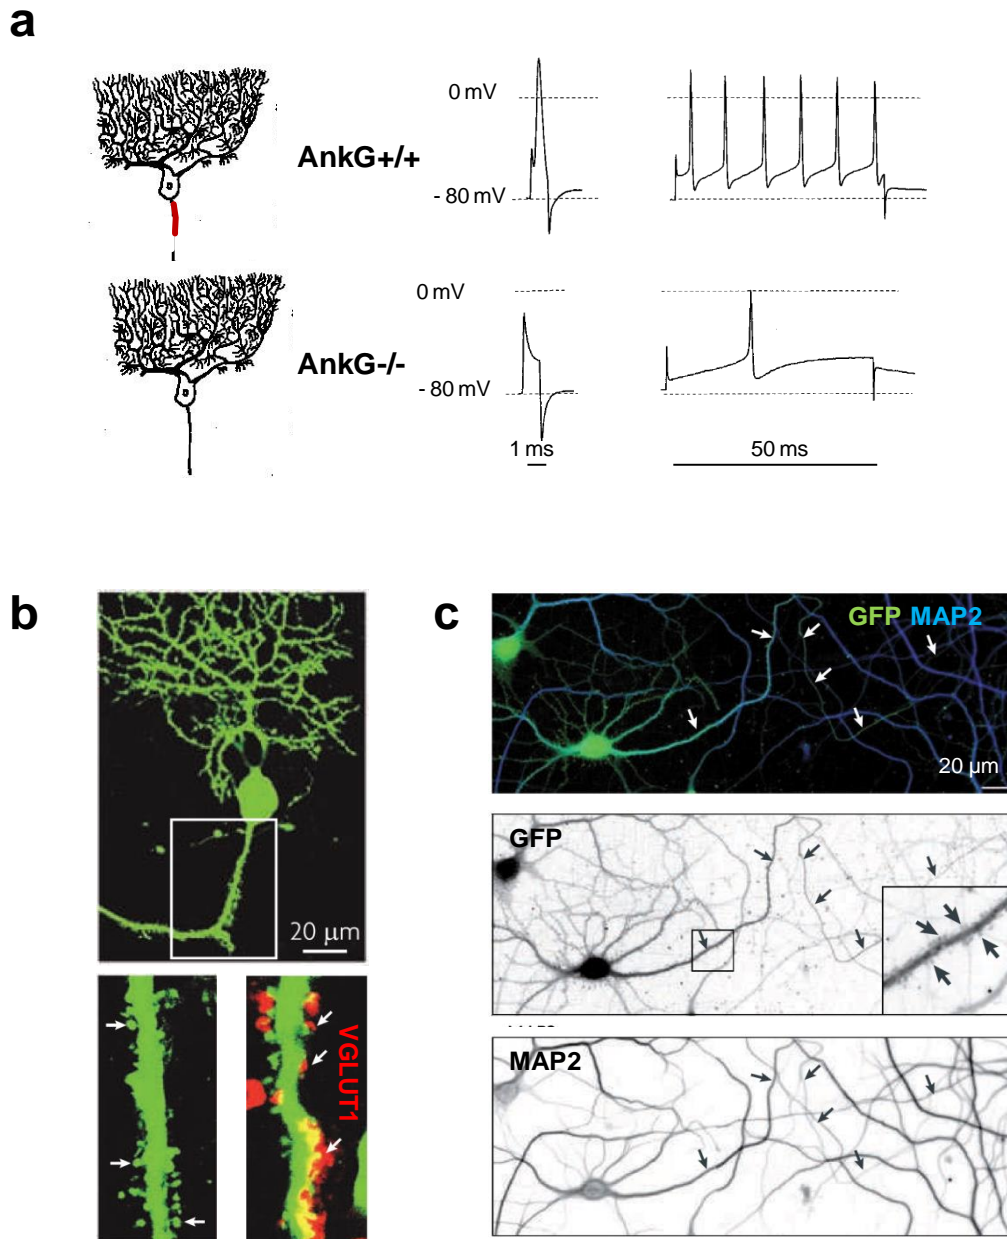 a
0 mV
AnkG+/+
- 80 mV
0 mV
AnkG-/-
- 80 mV
1 ms
50 ms
b
c
GFP MAP2
20 µm
GFP
20 µm
VGLUT1
MAP2